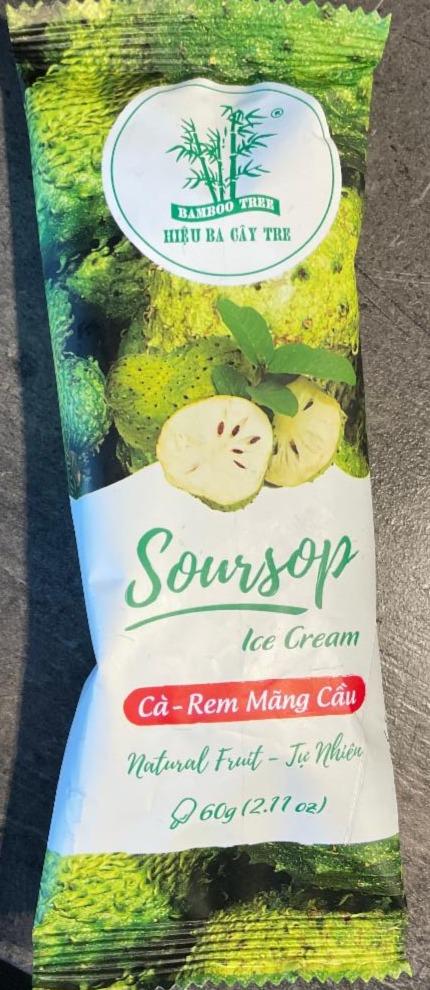 ®
BAMBOO TREE
HIỆU BA CÂY TRE
Soursop
Ice Cream
Cà-Rem Mãng Cầu
Natural Fruit - Tự Nhiên
60g (2.11 oz)